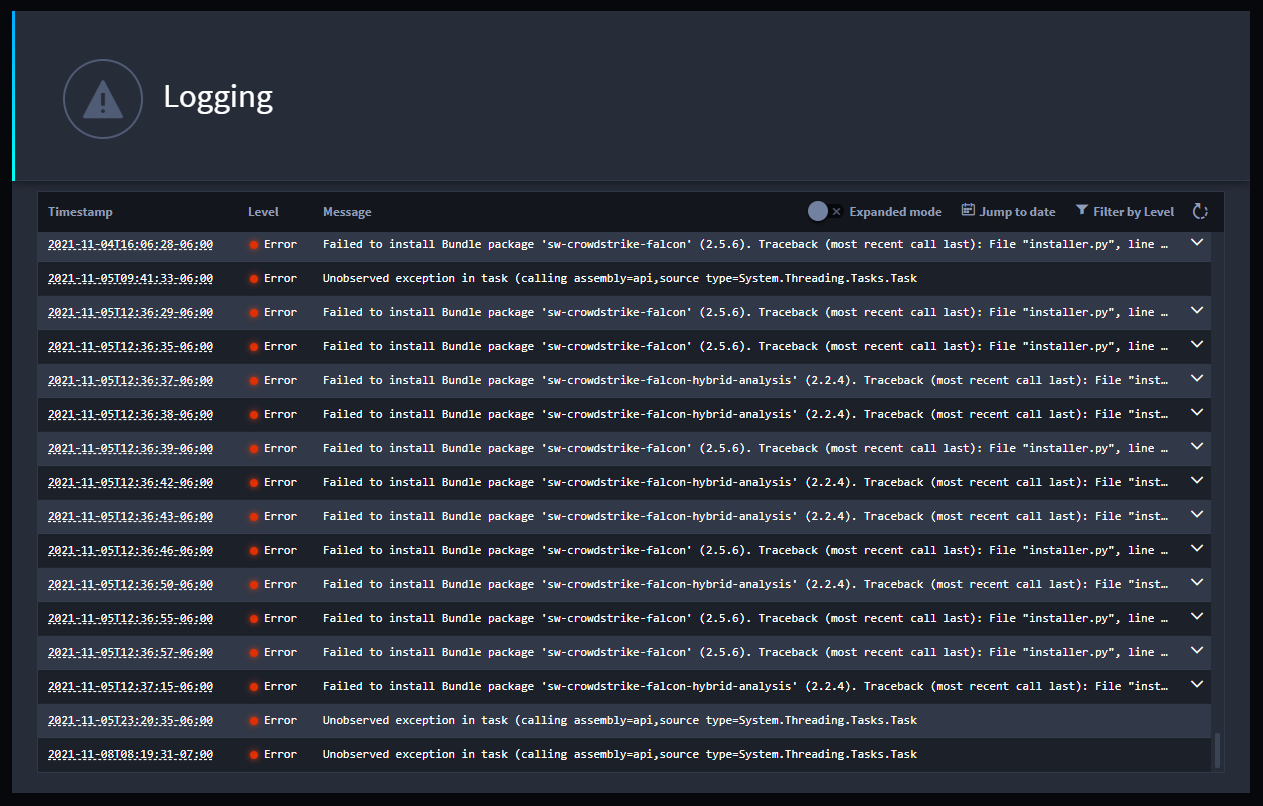 Logging
Timestamp Level Message Expanded mode Jump to date Filter by Level
2021-11-04T16:06:28-06:00 Error Failed to install Bundle package 'sw-crowdstrike-falcon' (2.5.6). Traceback (most recent call last): File "installer.py", line …
2021-11-05T09:41:33-06:00 Error Unobserved exception in task (calling assembly=api,source type=System.Threading.Tasks.Task
2021-11-05T12:36:29-06:00 Error Failed to install Bundle package 'sw-crowdstrike-falcon' (2.5.6). Traceback (most recent call last): File "installer.py", line …
2021-11-05T12:36:35-06:00 Error Failed to install Bundle package 'sw-crowdstrike-falcon' (2.5.6). Traceback (most recent call last): File "installer.py", line …
2021-11-05T12:36:37-06:00 Error Failed to install Bundle package 'sw-crowdstrike-falcon-hybrid-analysis' (2.2.4). Traceback (most recent call last): File "inst…
2021-11-05T12:36:38-06:00 Error Failed to install Bundle package 'sw-crowdstrike-falcon-hybrid-analysis' (2.2.4). Traceback (most recent call last): File "inst…
2021-11-05T12:36:39-06:00 Error Failed to install Bundle package 'sw-crowdstrike-falcon' (2.5.6). Traceback (most recent call last): File "installer.py", line …
2021-11-05T12:36:42-06:00 Error Failed to install Bundle package 'sw-crowdstrike-falcon-hybrid-analysis' (2.2.4). Traceback (most recent call last): File "inst…
2021-11-05T12:36:43-06:00 Error Failed to install Bundle package 'sw-crowdstrike-falcon-hybrid-analysis' (2.2.4). Traceback (most recent call last): File "inst…
2021-11-05T12:36:46-06:00 Error Failed to install Bundle package 'sw-crowdstrike-falcon' (2.5.6). Traceback (most recent call last): File "installer.py", line …
2021-11-05T12:36:50-06:00 Error Failed to install Bundle package 'sw-crowdstrike-falcon-hybrid-analysis' (2.2.4). Traceback (most recent call last): File "inst…
2021-11-05T12:36:55-06:00 Error Failed to install Bundle package 'sw-crowdstrike-falcon' (2.5.6). Traceback (most recent call last): File "installer.py", line …
2021-11-05T12:36:57-06:00 Error Failed to install Bundle package 'sw-crowdstrike-falcon' (2.5.6). Traceback (most recent call last): File "installer.py", line …
2021-11-05T12:37:15-06:00 Error Failed to install Bundle package 'sw-crowdstrike-falcon-hybrid-analysis' (2.2.4). Traceback (most recent call last): File "inst…
2021-11-05T23:20:35-06:00 Error Unobserved exception in task (calling assembly=api,source type=System.Threading.Tasks.Task
2021-11-08T08:19:31-07:00 Error Unobserved exception in task (calling assembly=api,source type=System.Threading.Tasks.Task